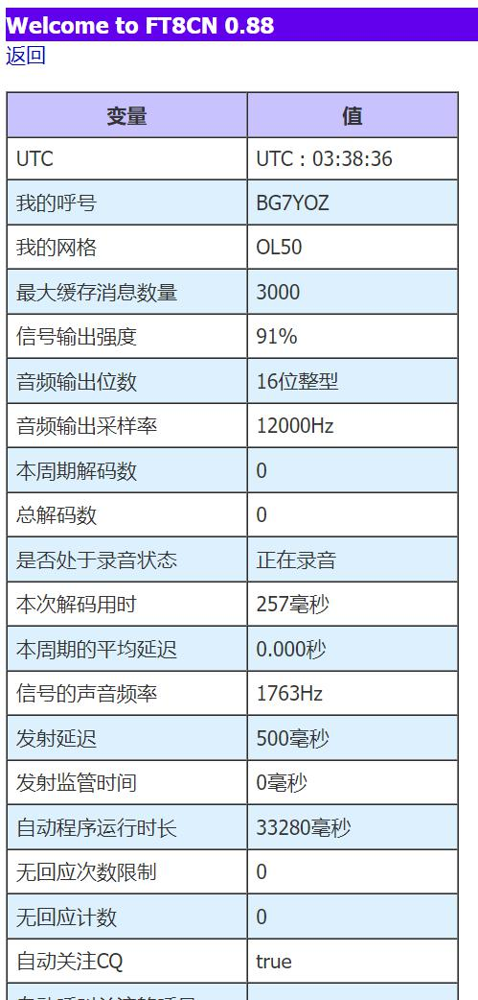 Welcome to FT8CN 0.88
返回
变量 值
UTC UTC : 03:38:36
我的呼号 BG7YOZ
我的网格 OL50
最大缓存消息数量 3000
信号输出强度 91%
音频输出位数 16位整型
音频输出采样率 12000Hz
本周期解码数 0
总解码数 0
是否处于录音状态 正在录音
本次解码用时 257毫秒
本周期的平均延迟 0.000秒
信号的声音频率 1763Hz
发射延迟 500毫秒
发射监管时间 0毫秒
自动程序运行时长 33280毫秒
无回应次数限制 0
无回应计数 0
自动关注CQ true